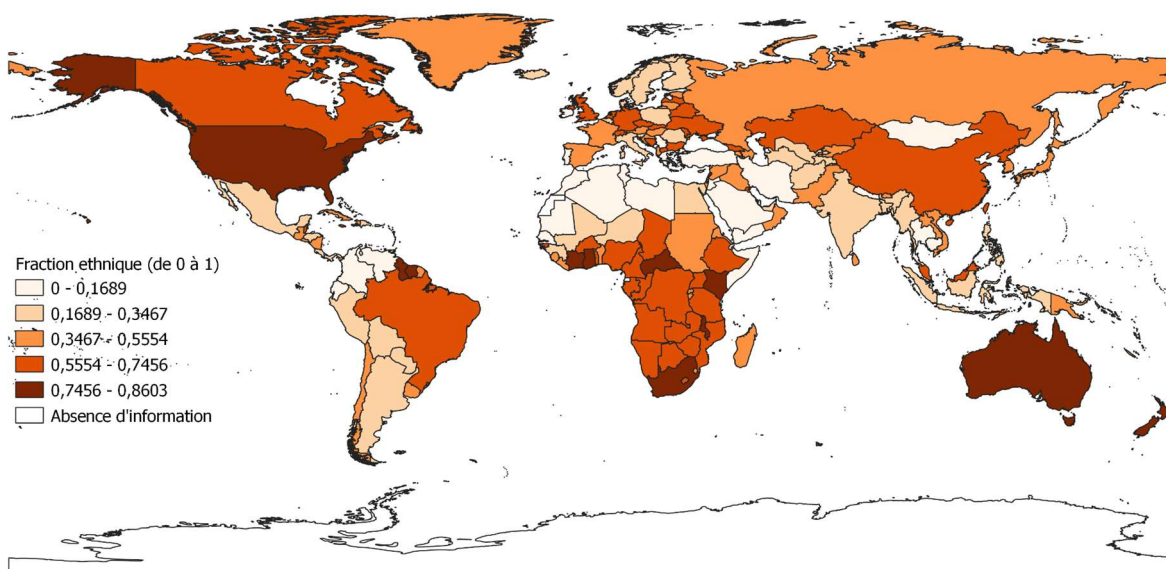 Fraction ethnique (de 0 à 1)
0 - 0,1689
0,1689 - 0,3467
0,3467 - 0,5554
0,5554 - 0,7456
0,7456 - 0,8603
Absence d'information